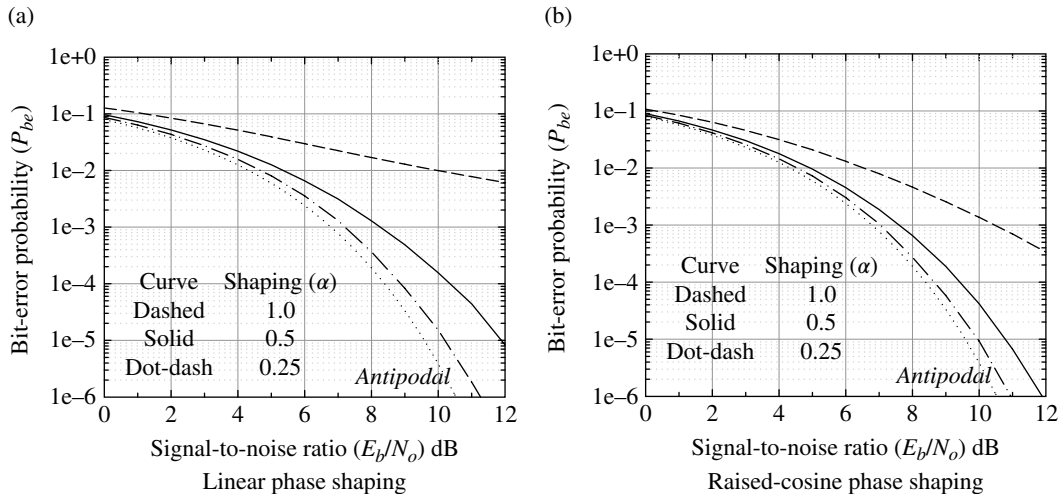 (a)
1e0
1e−1
1e−2
1e−3
1e−4
1e−5
1e−6
0 2 4 6 8 10 12
Bit-error probability (P_be)
Curve Shaping (α)
Dashed 1.0
Solid 0.5
Dot-dash 0.25
Antipodal
Signal-to-noise ratio (E_b/N_o) dB
Linear phase shaping
(b)
1e0
1e−1
1e−2
1e−3
1e−4
1e−5
1e−6
0 2 4 6 8 10 12
Bit-error probability (P_be)
Curve Shaping (α)
Dashed 1.0
Solid 0.5
Dot-dash 0.25
Antipodal
Signal-to-noise ratio (E_b/N_o) dB
Raised-cosine phase shaping